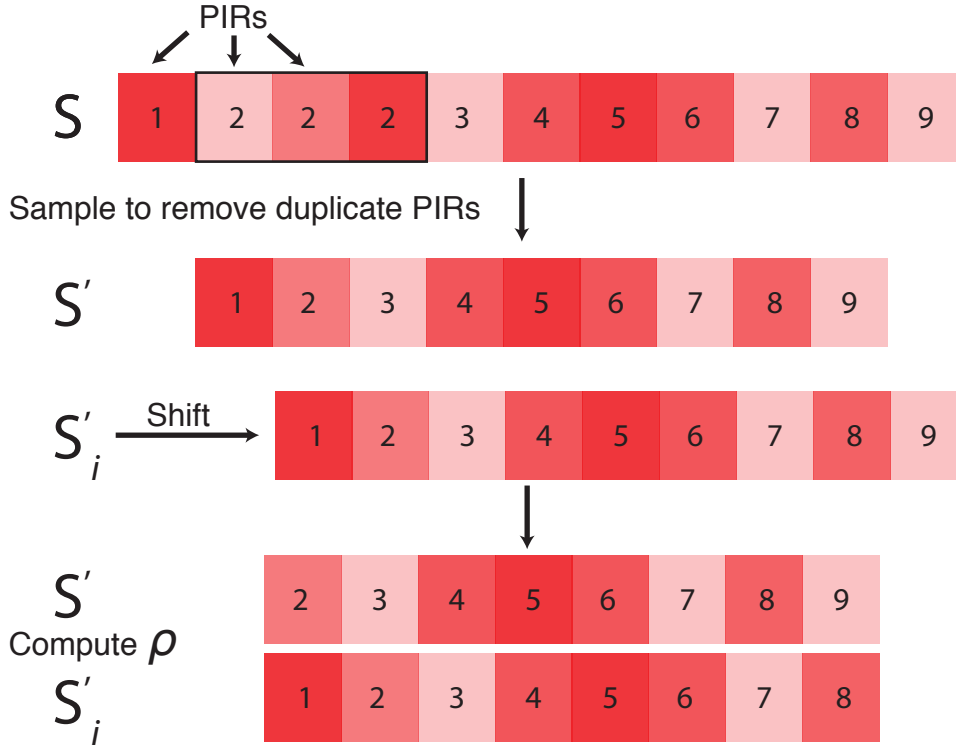 PIRs
S 1 2 2 2 3 4 5 6 7 8 9
Sample to remove duplicate PIRs
S′ 1 2 3 4 5 6 7 8 9
S′i Shift 1 2 3 4 5 6 7 8 9
S′ 2 3 4 5 6 7 8 9
Compute ρ
S′i 1 2 3 4 5 6 7 8